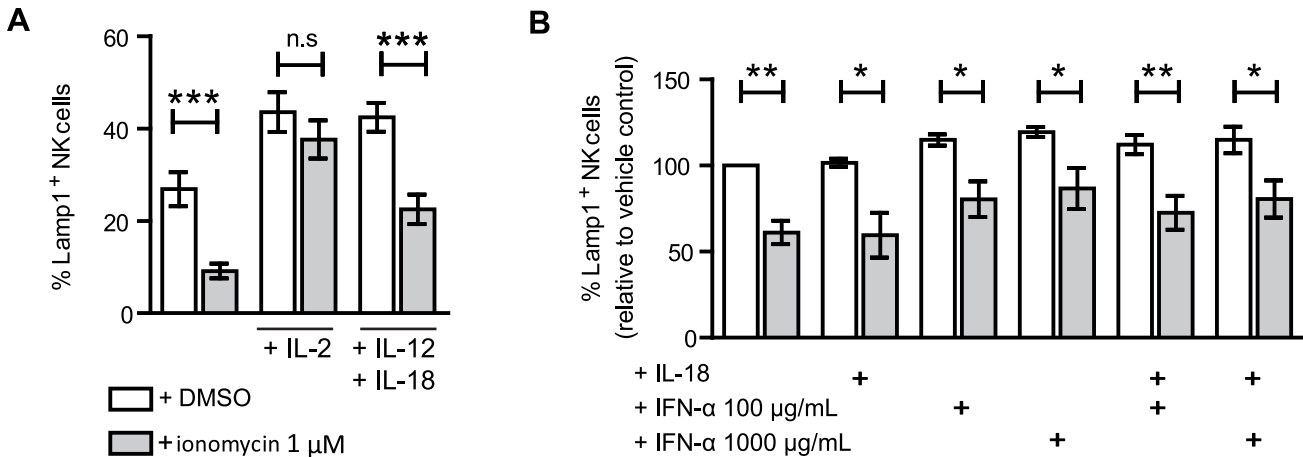 A
% Lamp1+ NK cells
60
40
20
0
***
n.s
***
+ IL-2
+ IL-12
+ IL-18
+ DMSO
+ ionomycin 1 µM
B
% Lamp1+ NK cells
(relative to vehicle control)
150
100
50
0
**
*
*
*
**
*
+ IL-18 + + +
+ IFN-α 100 µg/mL + +
+ IFN-α 1000 µg/mL + +